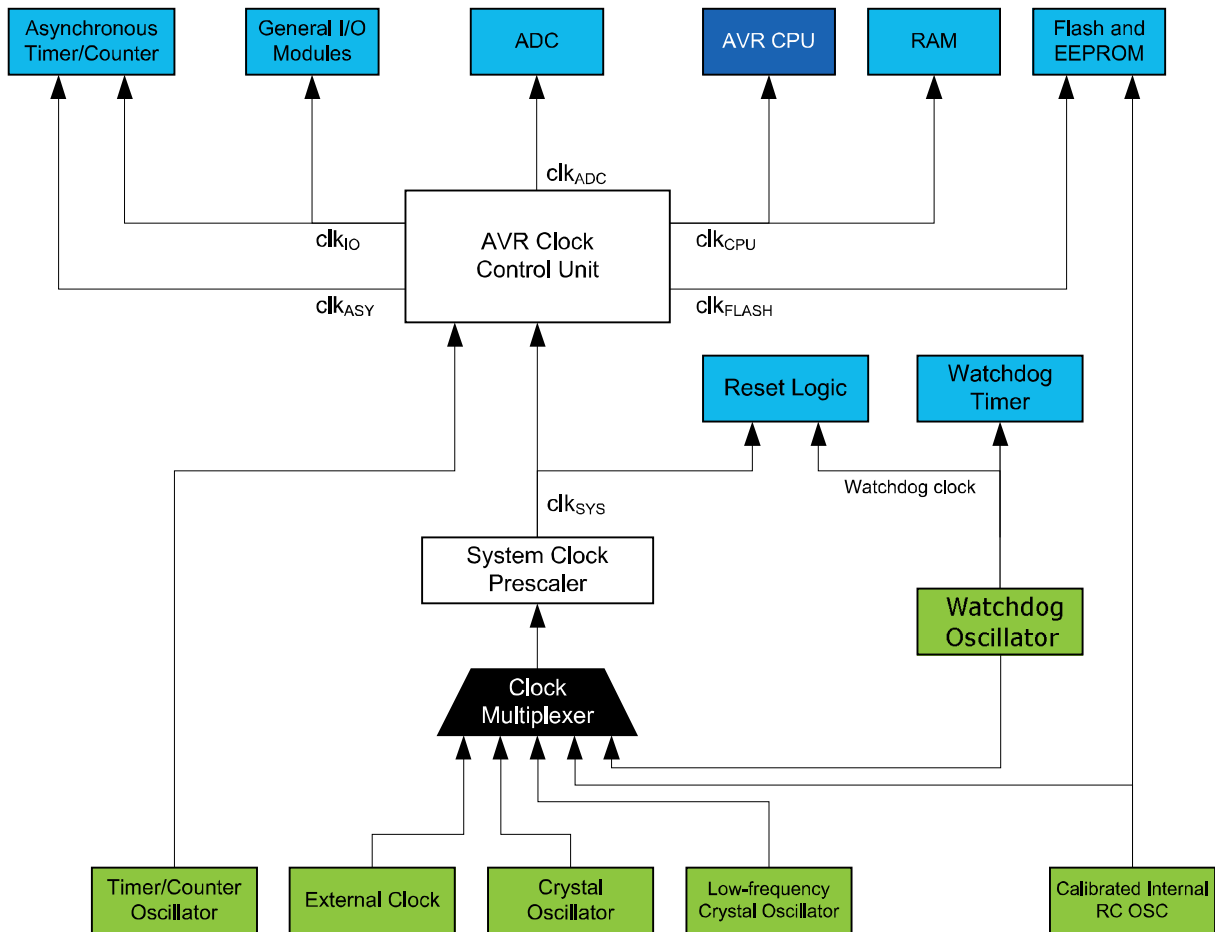 Asynchronous
Timer/Counter
General I/O
Modules
ADC
AVR CPU
RAM
Flash and
EEPROM
clkADC
clkIO
AVR Clock
Control Unit
clkCPU
clkASY
clkFLASH
Reset Logic
Watchdog
Timer
Watchdog clock
clkSYS
System Clock
Prescaler
Watchdog
Oscillator
Clock
Multiplexer
Timer/Counter
Oscillator
External Clock
Crystal
Oscillator
Low-frequency
Crystal Oscillator
Calibrated Internal
RC OSC